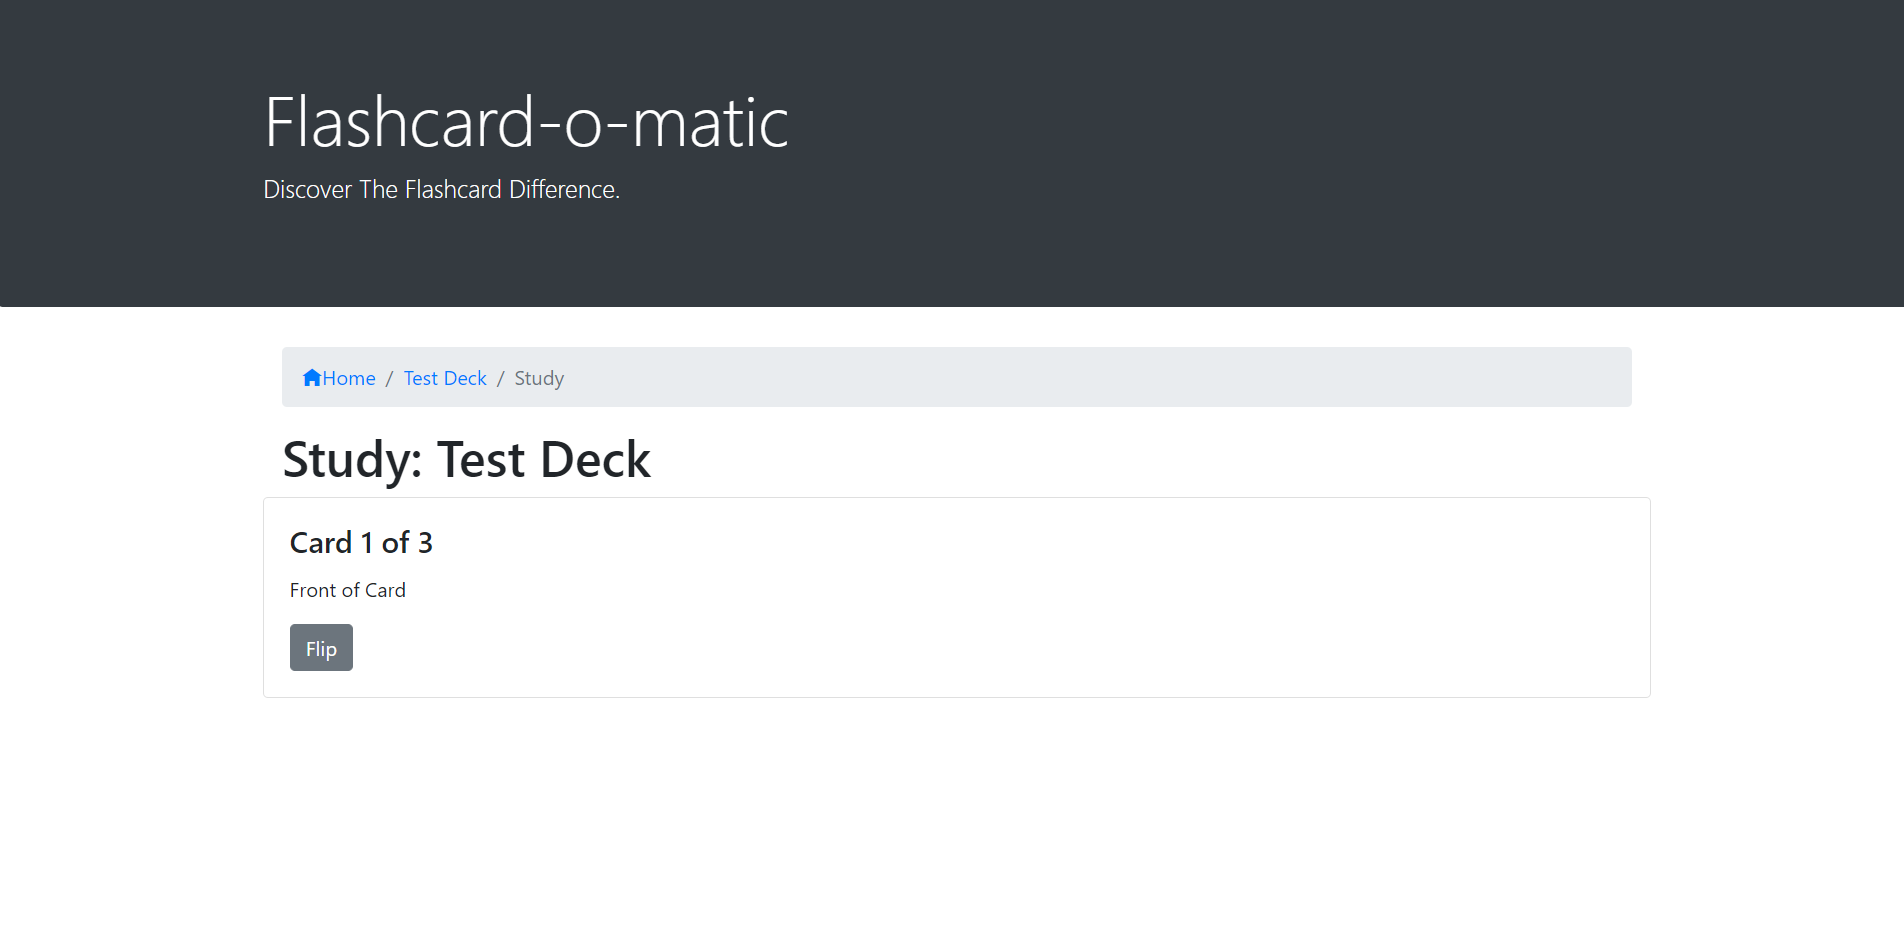 Flashcard-o-matic
Discover The Flashcard Difference.
Home / Test Deck / Study
Study: Test Deck
Card 1 of 3
Front of Card
Flip